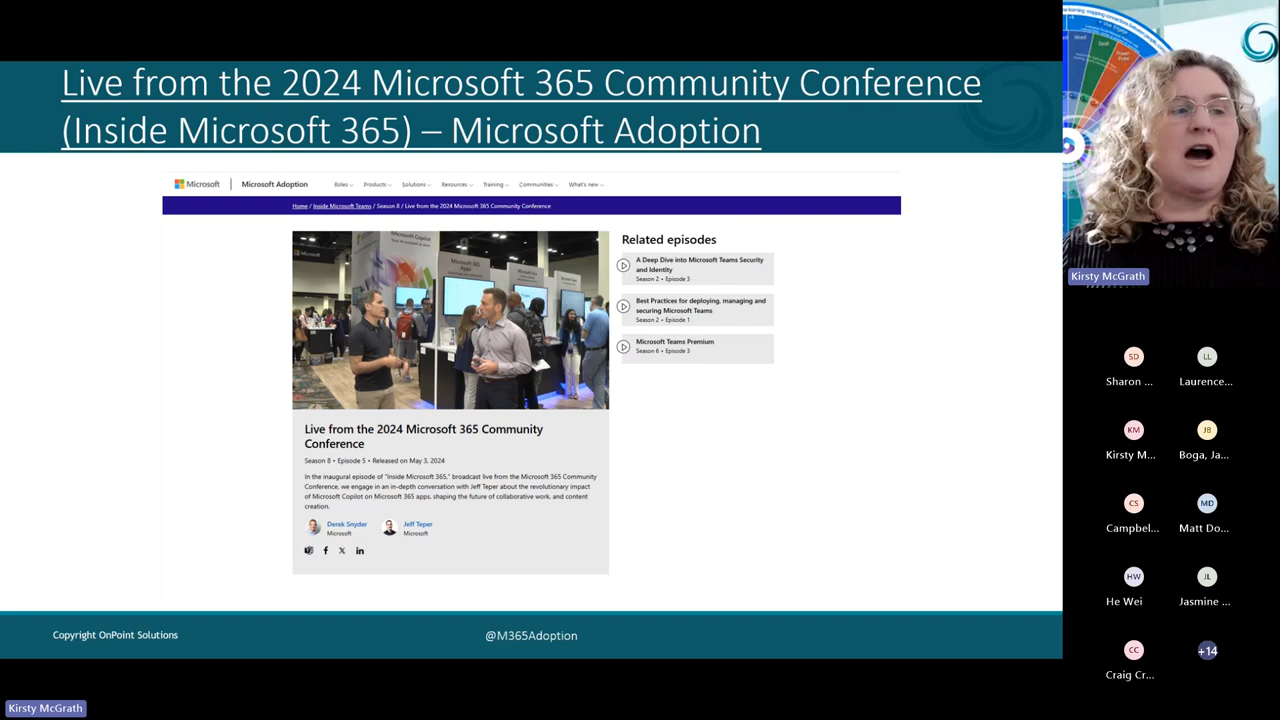 Live from the 2024 Microsoft 365 Community Conference
(Inside Microsoft 365) – Microsoft Adoption
Microsoft | Microsoft Adoption Roles Products Solutions Resources Training Communities What's new
Home / Inside Microsoft Teams / Season 8 / Live from the 2024 Microsoft 365 Community Conference
Microsoft Copilot
Microsoft 365
Apps
Live from the 2024 Microsoft 365 Community
Conference
Season 8 • Episode 5 • Released on May 3, 2024
In the inaugural episode of "Inside Microsoft 365," broadcast live from the Microsoft 365 Community
Conference, we engage in an in-depth conversation with Jeff Teper about the revolutionary impact
of Microsoft Copilot on Microsoft 365 apps, shaping the future of collaborative work, and content
creation.
Derek Snyder
Microsoft
Jeff Teper
Microsoft
Related episodes
A Deep Dive into Microsoft Teams Security
and Identity
Season 2 • Episode 3
Best Practices for deploying, managing and
securing Microsoft Teams
Season 2 • Episode 1
Microsoft Teams Premium
Season 6 • Episode 3
Copyright OnPoint Solutions
@M365Adoption
Kirsty McGrath
Word
Excel
Kirsty McGrath
SD
Sharon ...
LL
Laurence...
KM
Kirsty M...
JB
Boga, Ja...
CS
Campbel...
MD
Matt Do...
HW
He Wei
JL
Jasmine ...
CC
Craig Cr...
+14